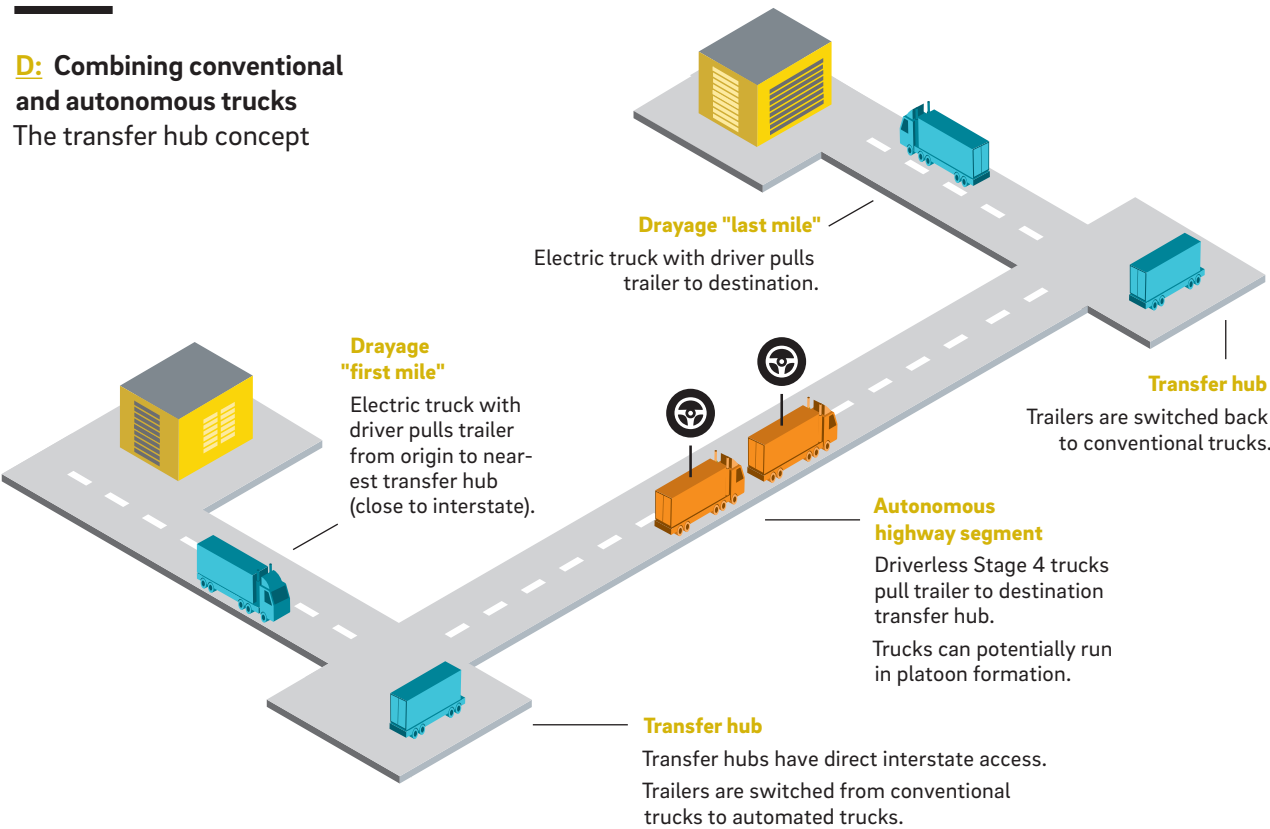 D: Combining conventional
and autonomous trucks
The transfer hub concept
Drayage "last mile"
Electric truck with driver pulls
trailer to destination.
Drayage
"first mile"
Electric truck with
driver pulls trailer
from origin to near-
est transfer hub
(close to interstate).
Transfer hub
Trailers are switched back
to conventional trucks.
Autonomous
highway segment
Driverless Stage 4 trucks
pull trailer to destination
transfer hub.
Trucks can potentially run
in platoon formation.
Transfer hub
Transfer hubs have direct interstate access.
Trailers are switched from conventional
trucks to automated trucks.